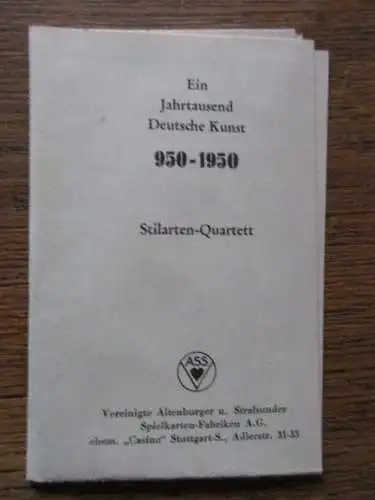 Ein
Jahrtausend
Deutsche Kunst
950-1950
Stilarten-Quartett
ASS
Vereinigte Altenburger u. Stralsunder
Spielkarten-Fabriken A.G.
ehem. „Casino“ Stuttgart-S., Adlerstr. 31-33